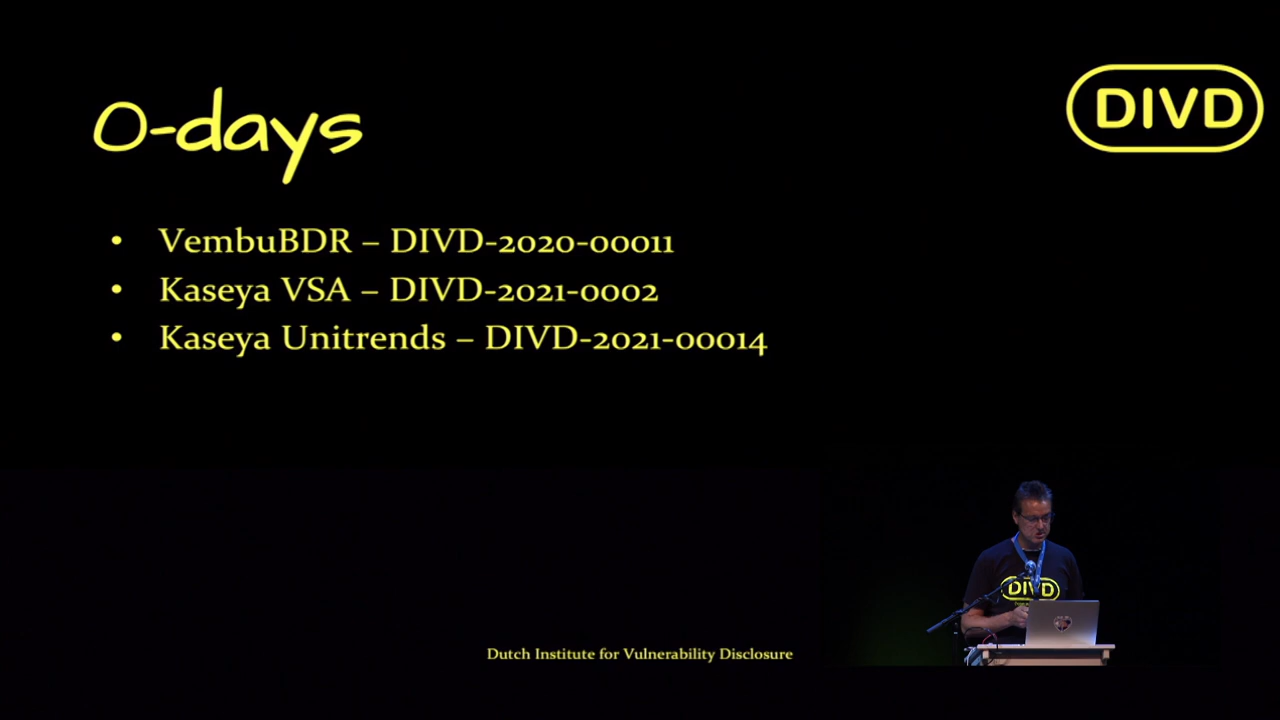 0-days
DIVD
• VembuBDR – DIVD-2020-00011
• Kaseya VSA – DIVD-2021-0002
• Kaseya Unitrends – DIVD-2021-00014
DIVD
Dutch Institute for Vulnerability Disclosure